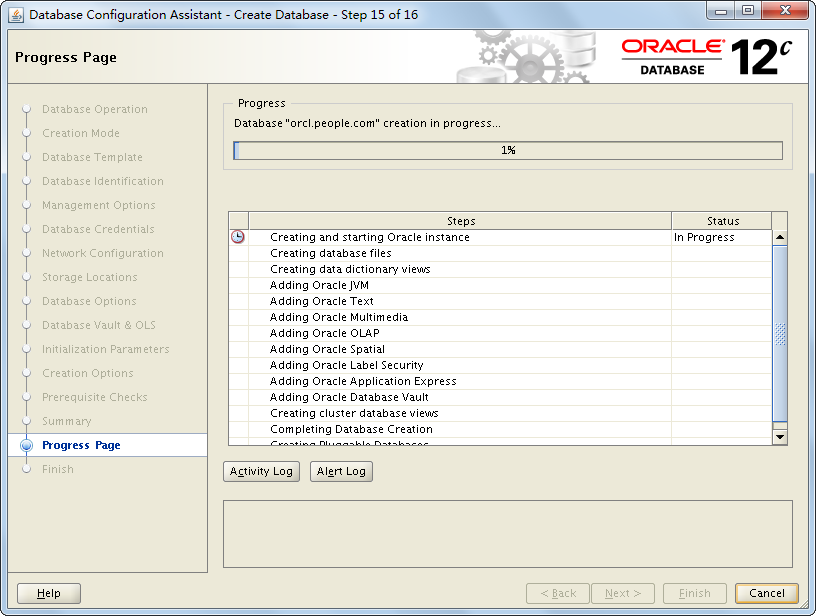 Database Configuration Assistant - Create Database - Step 15 of 16
Progress Page
ORACLE
DATABASE
12c
Database Operation
Creation Mode
Database Template
Database Identification
Management Options
Database Credentials
Network Configuration
Storage Locations
Database Options
Database Vault & OLS
Initialization Parameters
Creation Options
Prerequisite Checks
Summary
Progress Page
Finish
Progress
Database "orcl.people.com" creation in progress...
1%
Steps Status
Creating and starting Oracle instance In Progress
Creating database files
Creating data dictionary views
Adding Oracle JVM
Adding Oracle Text
Adding Oracle Multimedia
Adding Oracle OLAP
Adding Oracle Spatial
Adding Oracle Label Security
Adding Oracle Application Express
Adding Oracle Database Vault
Creating cluster database views
Completing Database Creation
Creating Pluggable Databases
Activity Log Alert Log
Help < Back Next > Finish Cancel